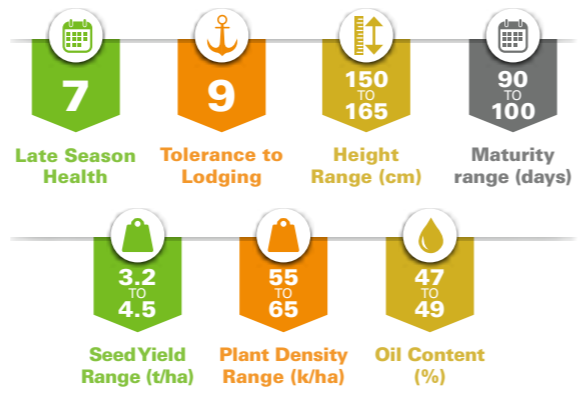 7
Late Season
Health
9
Tolerance to
Lodging
150
TO
165
Height
Range (cm)
90
TO
100
Maturity
range (days)
3.2
TO
4.5
Seed Yield
Range (t/ha)
55
TO
65
Plant Density
Range (k/ha)
47
TO
49
Oil Content
(%)